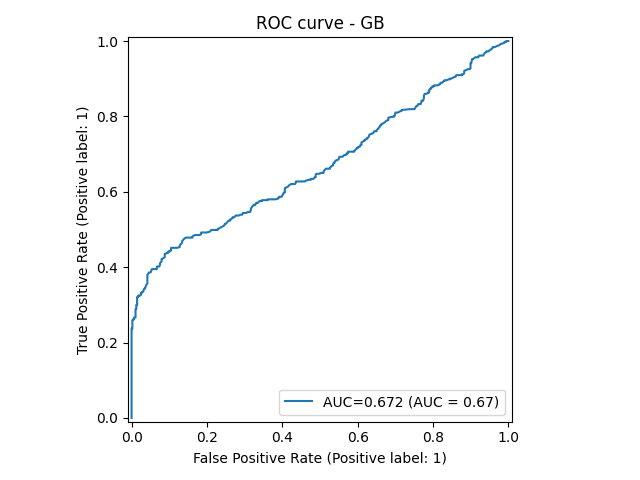 ROC curve - GB
1.0
0.8
0.6
0.4
0.2
0.0
True Positive Rate (Positive label: 1)
AUC=0.672 (AUC = 0.67)
0.0 0.2 0.4 0.6 0.8 1.0
False Positive Rate (Positive label: 1)